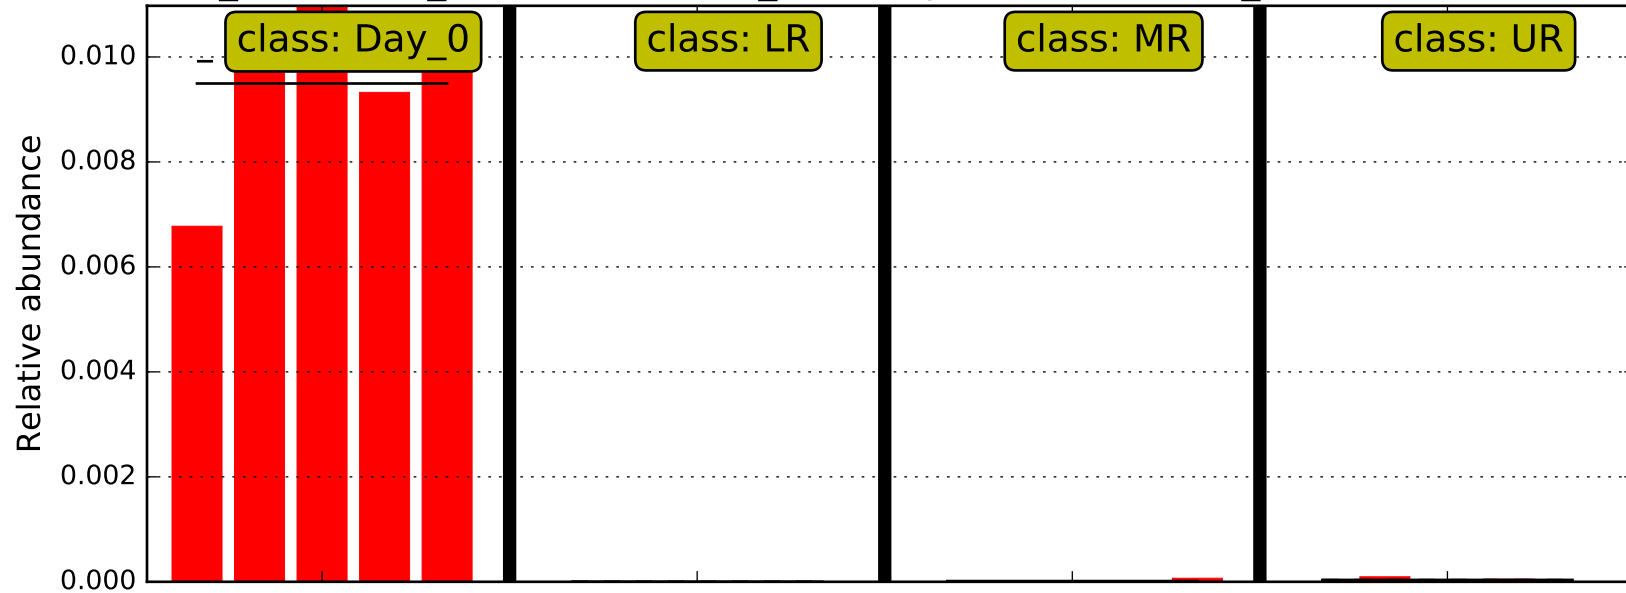 class: Day_0
class: LR
class: MR
class: UR
0.010
0.008
0.006
0.004
0.002
0.000
Relative abundance